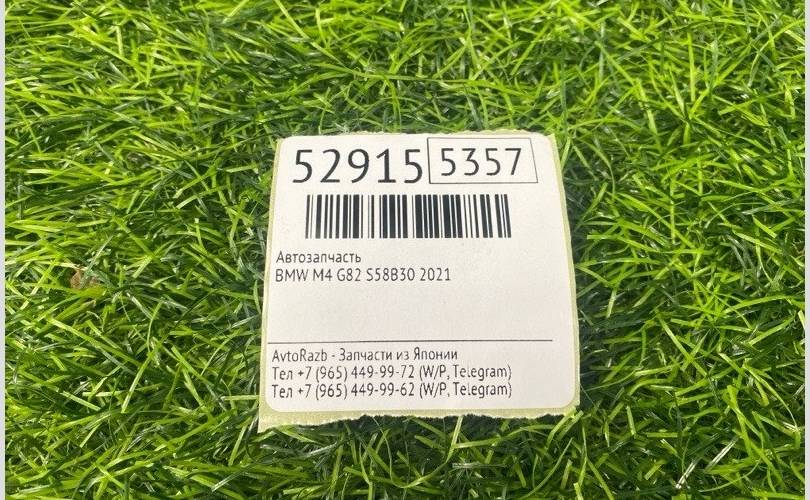 52915 5357
Автозапчасть
BMW M4 G82 S58B30 2021
AvtoRazb - Запчасти из Японии
Тел +7 (965) 449-99-72 (W/P, Telegram)
Тел +7 (965) 449-99-62 (W/P, Telegram)